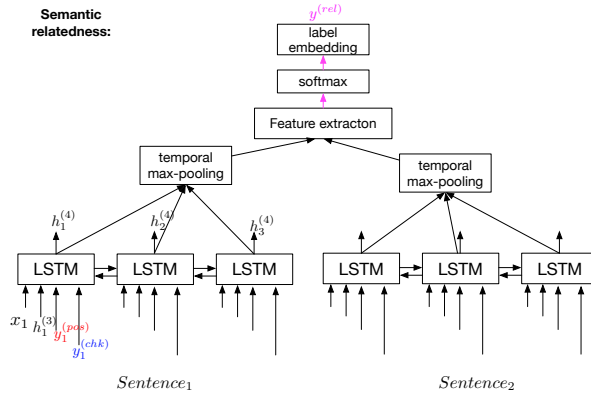 Semantic
relatedness:
y^{(rel)}
label
embedding
softmax
Feature extracton
temporal
max-pooling
temporal
max-pooling
h_1^{(4)} h_2^{(4)} h_3^{(4)}
LSTM LSTM LSTM LSTM LSTM LSTM
x_1 h_1^{(3)} y_1^{(pos)}
y_1^{(chk)}
Sentence_1 Sentence_2